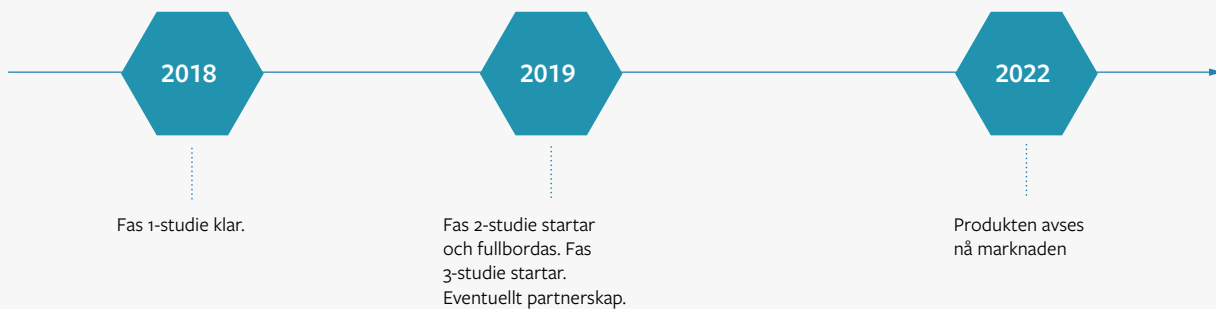 2018
2019
2022
Fas 1-studie klar.
Fas 2-studie startar
och fullbordas. Fas
3-studie startar.
Eventuellt partnerskap.
Produkten avses
nå marknaden